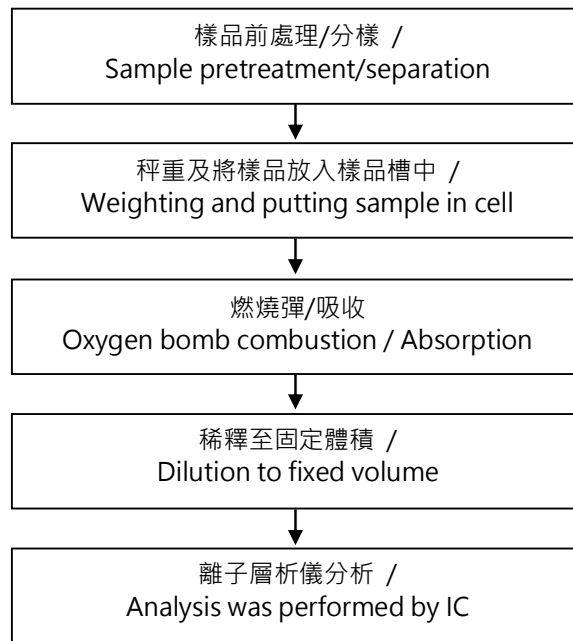 樣品前處理/分樣 /
Sample pretreatment/separation
秤重及將樣品放入樣品槽中 /
Weighting and putting sample in cell
燃燒彈/吸收
Oxygen bomb combustion / Absorption
稀釋至固定體積 /
Dilution to fixed volume
離子層析儀分析 /
Analysis was performed by IC